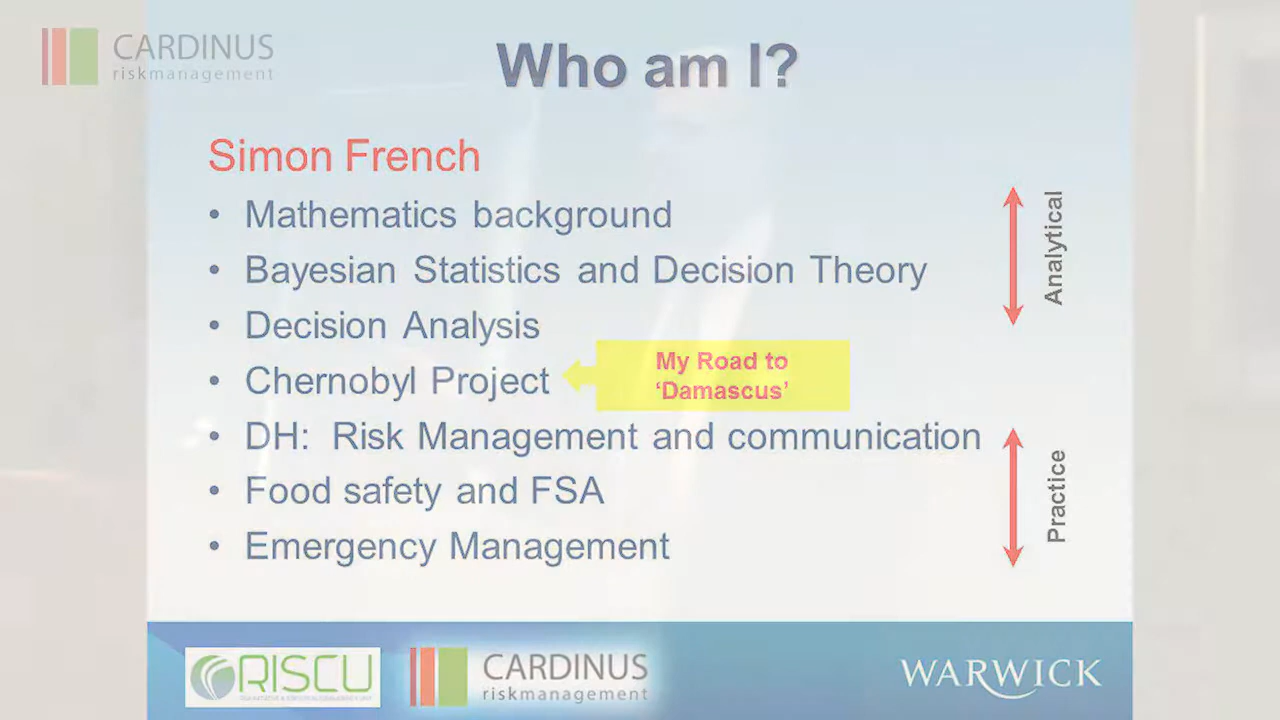 CARDINUS
riskmanagement
Who am I?
Simon French
• Mathematics background
• Bayesian Statistics and Decision Theory
• Decision Analysis
• Chernobyl Project
My Road to
‘Damascus’
• DH: Risk Management and communication
• Food safety and FSA
• Emergency Management
Analytical
Practice
RISCU
CARDINUS
riskmanagement
WARWICK